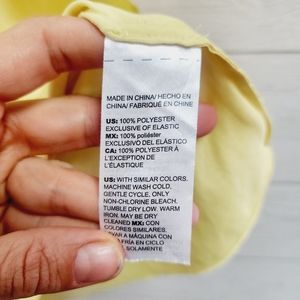 MADE IN CHINA/ HECHO EN
CHINA/ FABRIQUÉ EN CHINE
US: 100% POLYESTER
EXCLUSIVE OF ELASTIC
MX: 100% poliéster
EXCLUSIVO DEL ELÁSTICO
CA: 100% POLYESTER À
L'EXCEPTION DE
L'ÉLASTIQUE
US: WITH SIMILAR COLORS.
MACHINE WASH COLD,
GENTLE CYCLE. ONLY
NON-CHLORINE BLEACH.
TUMBLE DRY LOW. WARM
IRON. MAY BE DRY
CLEANED MX: CON
COLORES SIMILARES.
A MÁQUINA CON
FRÍA EN CICLO
SOLAMENTE